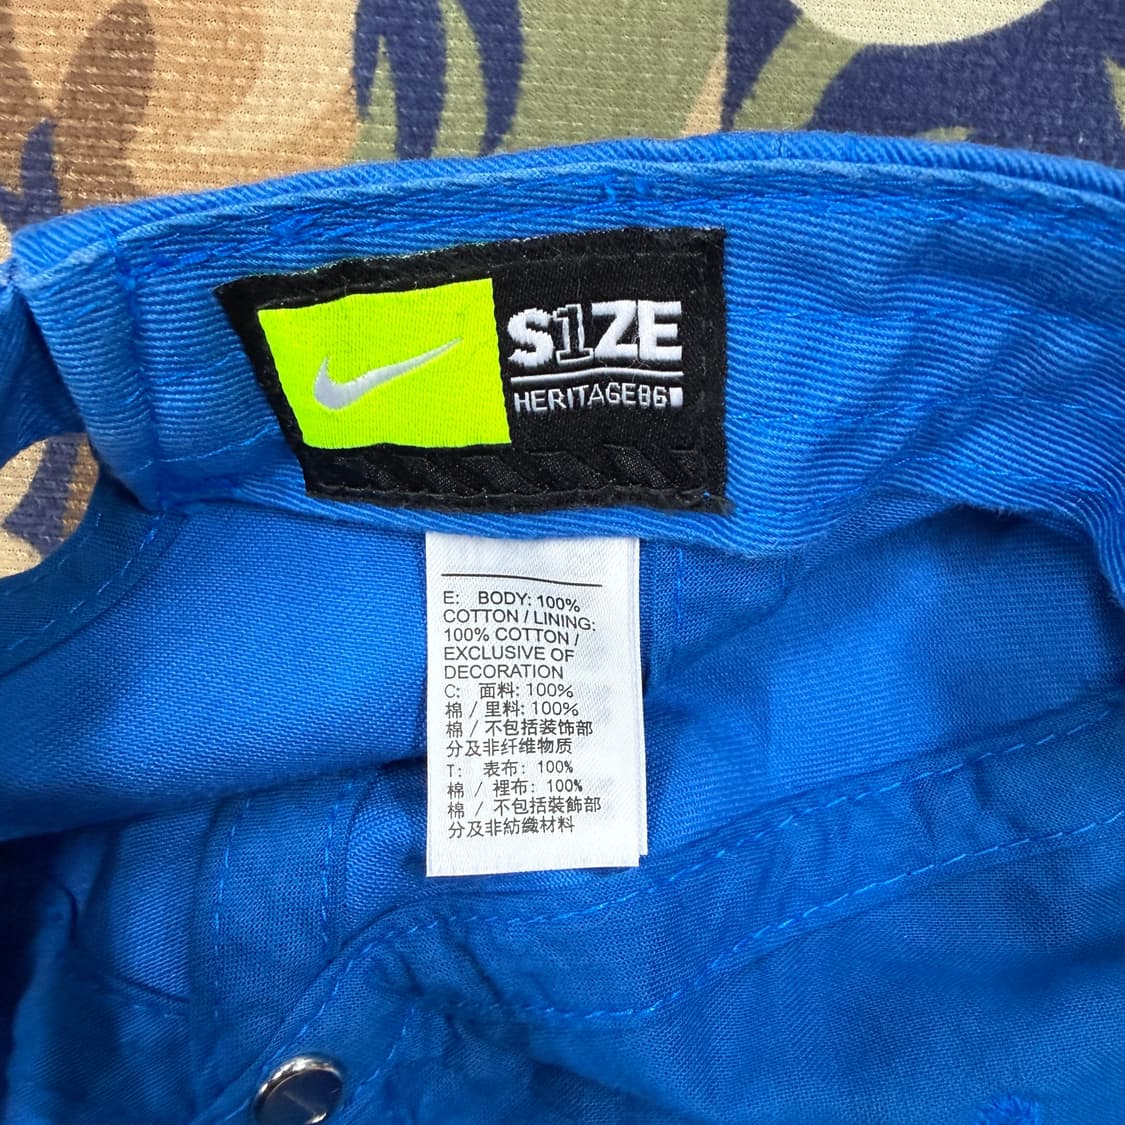 S1ZE
HERITAGE86
E: BODY: 100%
COTTON / LINING:
100% COTTON /
EXCLUSIVE OF
DECORATION
C: 面料: 100%
棉 / 里料: 100%
棉 / 不包括装饰部
分及非纤维物质
T: 表布: 100%
棉 / 裡布: 100%
棉 / 不包括裝飾部
分及非紡織材料